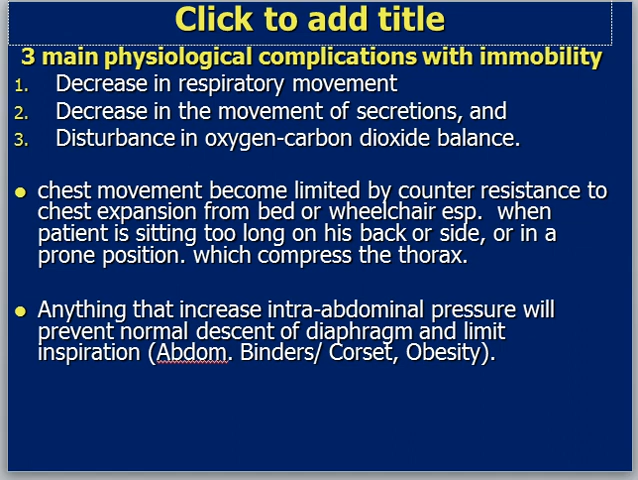 Click to add title
3 main physiological complications with immobility
1. Decrease in respiratory movement
2. Decrease in the movement of secretions, and
3. Disturbance in oxygen-carbon dioxide balance.
• chest movement become limited by counter resistance to
chest expansion from bed or wheelchair esp. when
patient is sitting too long on his back or side, or in a
prone position. which compress the thorax.
• Anything that increase intra-abdominal pressure will
prevent normal descent of diaphragm and limit
inspiration (Abdom. Binders/ Corset, Obesity).